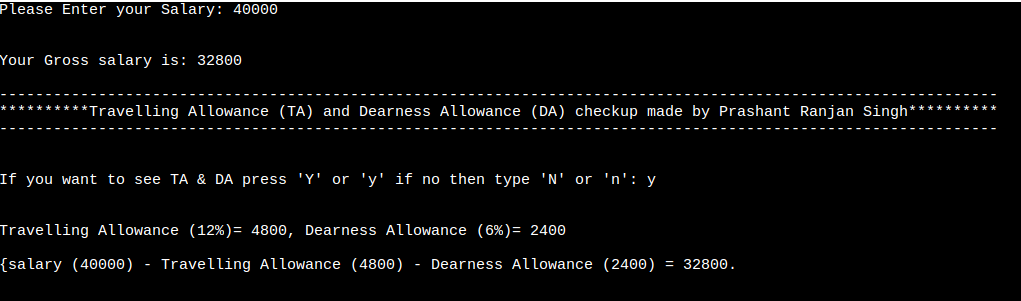 Please Enter your Salary: 40000
Your Gross salary is: 32800
---------------------------------------------------------------------------------------------------------------
**********Travelling Allowance (TA) and Dearness Allowance (DA) checkup made by Prashant Ranjan Singh**********
---------------------------------------------------------------------------------------------------------------
If you want to see TA & DA press 'Y' or 'y' if no then type 'N' or 'n': y
Travelling Allowance (12%)= 4800, Dearness Allowance (6%)= 2400
{salary (40000) - Travelling Allowance (4800) - Dearness Allowance (2400) = 32800.